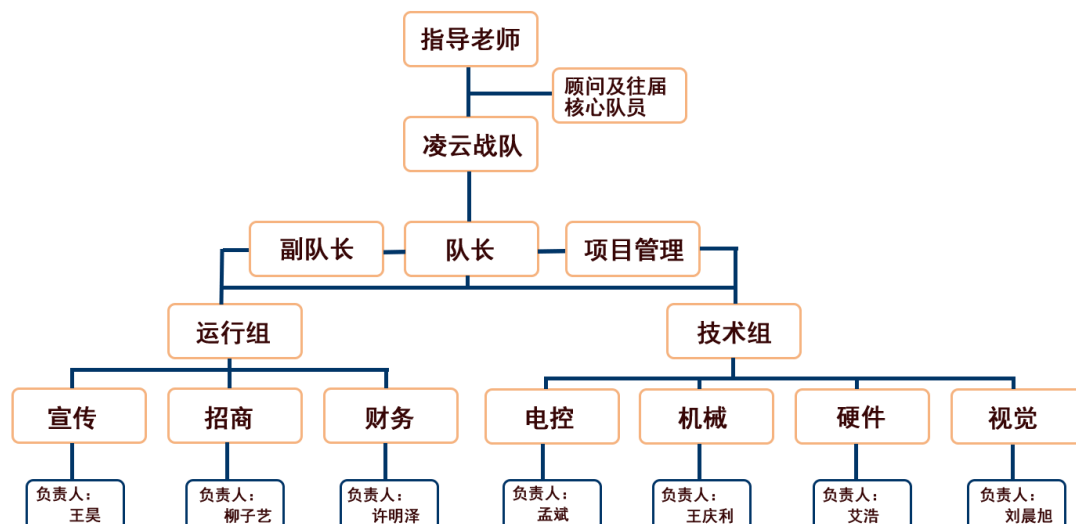 指导老师
顾问及往届
核心队员
凌云战队
副队长
队长
项目管理
运行组
技术组
宣传
招商
财务
电控
机械
硬件
视觉
负责人：
王昊
负责人：
柳子艺
负责人：
许明泽
负责人：
孟斌
负责人：
王庆利
负责人：
艾浩
负责人：
刘晨旭